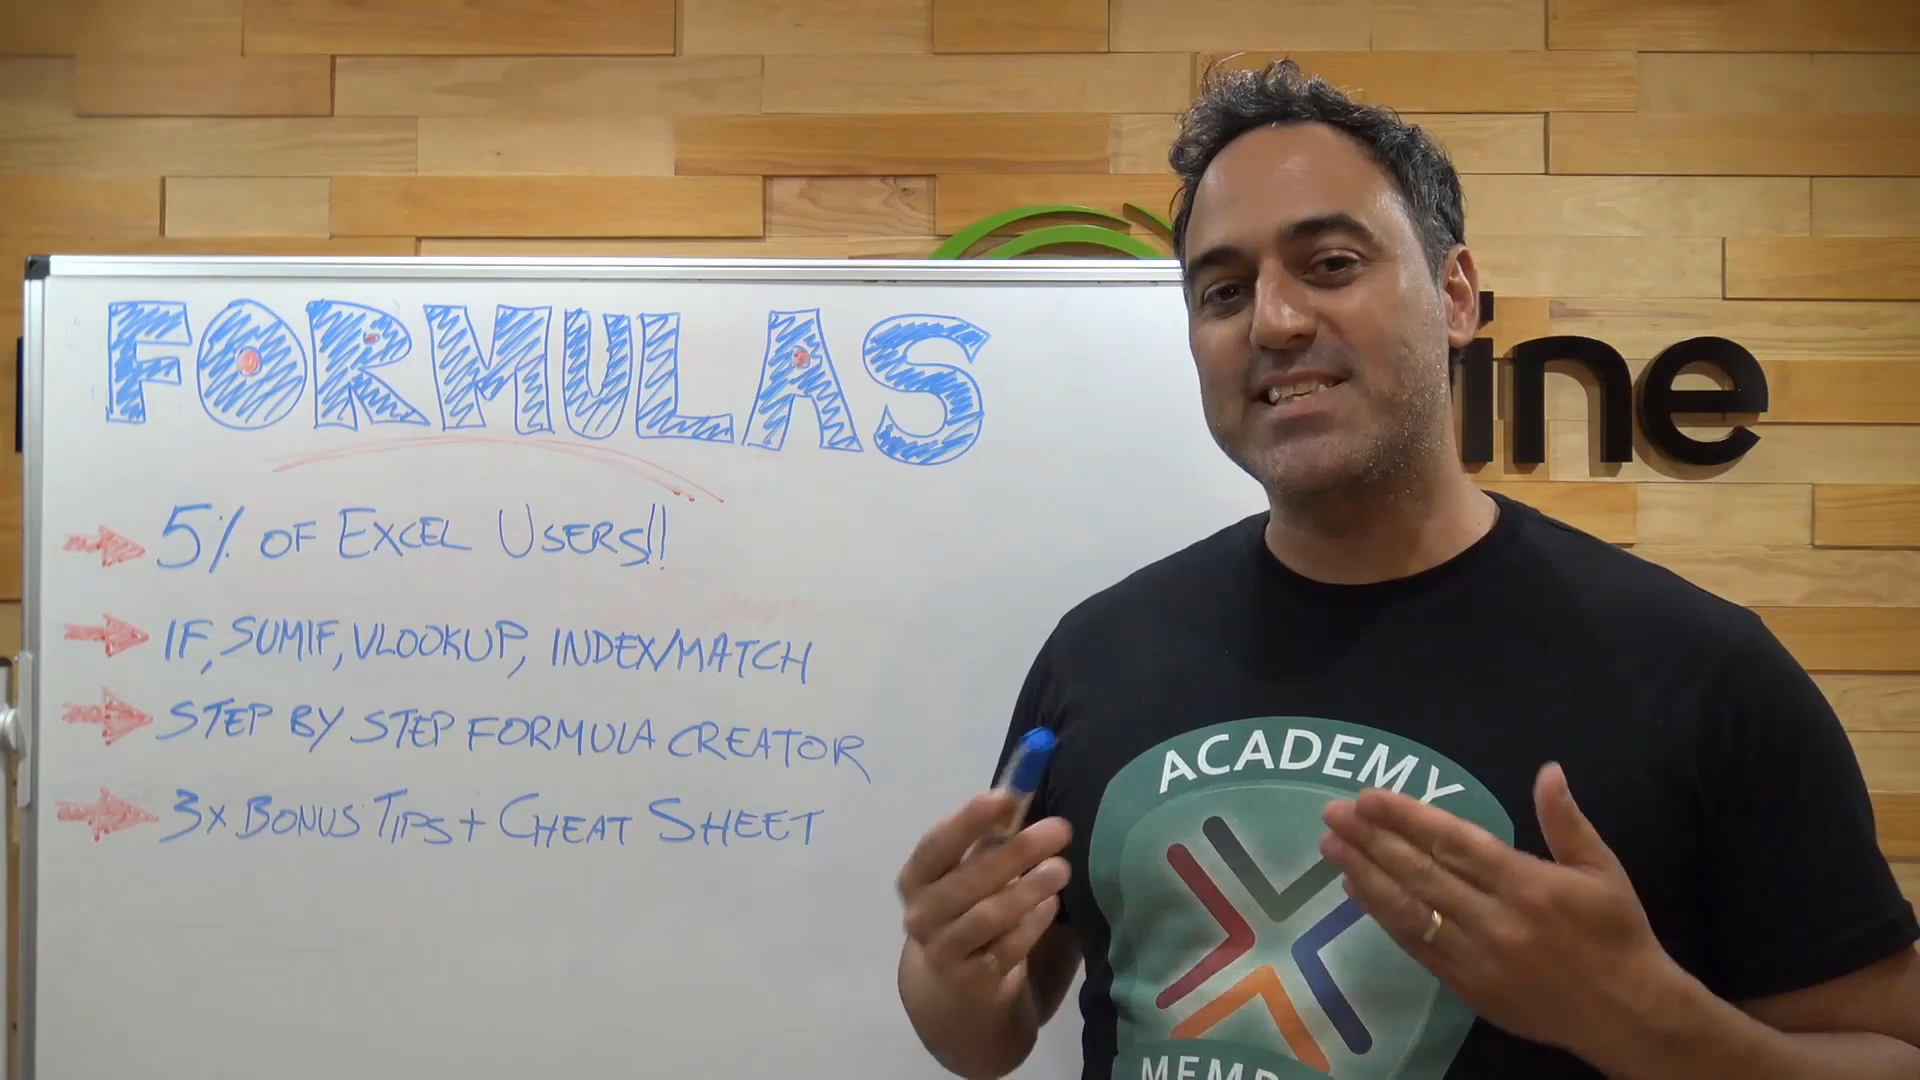 FORMULAS
5% OF EXCEL USERS!!
IF, SUMIF, VLOOKUP, INDEX/MATCH
STEP BY STEP FORMULA CREATOR
3x BONUS TIPS + CHEAT SHEET
ine
ACADEMY